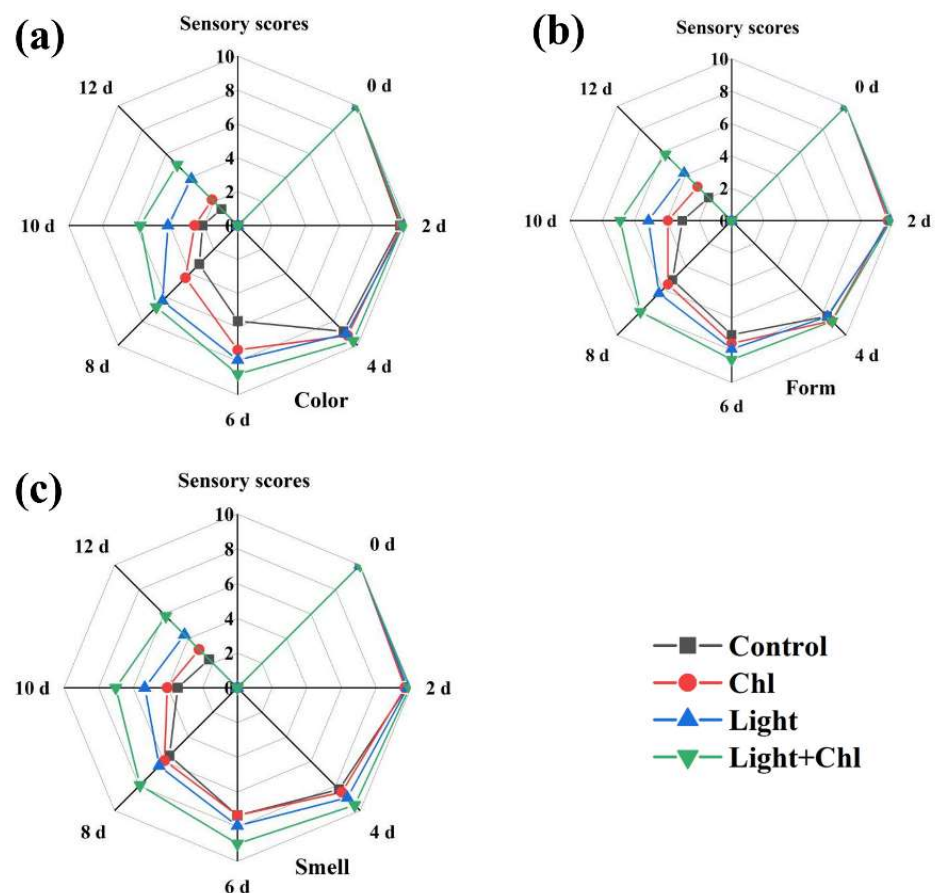 (a)
Sensory scores
10
8
6
4
2
0
0 d
2 d
4 d
6 d
8 d
10 d
12 d
Color
(b)
Sensory scores
10
8
6
4
2
0
0 d
2 d
4 d
6 d
8 d
10 d
12 d
Form
(c)
Sensory scores
10
8
6
4
2
0
0 d
2 d
4 d
6 d
8 d
10 d
12 d
Smell
Control
Chl
Light
Light+Chl